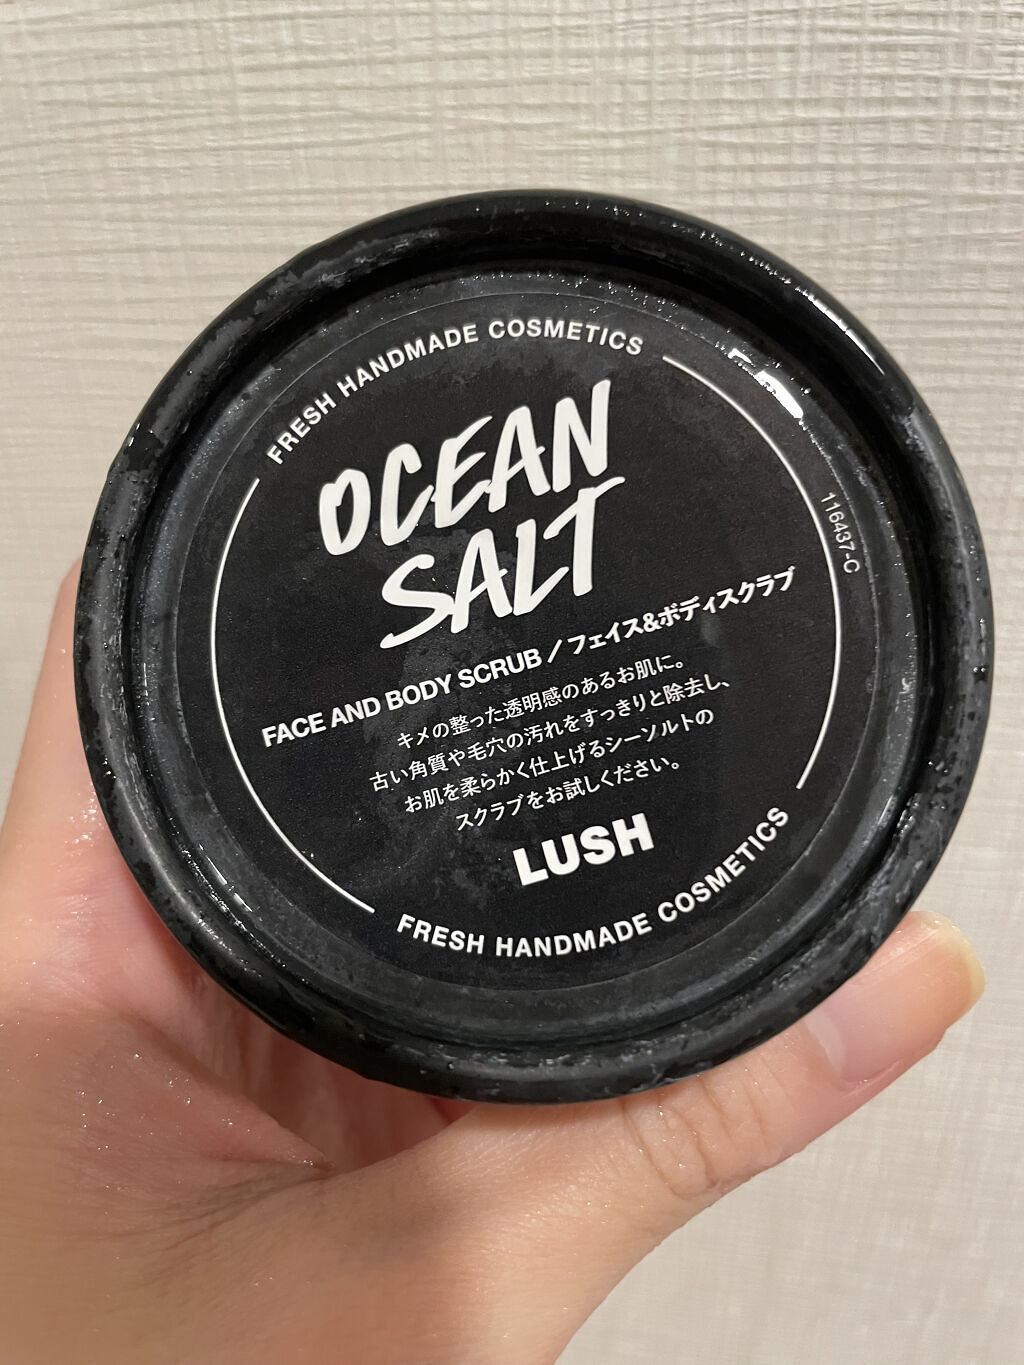 FRESH HANDMADE COSMETICS
OCEAN
SALT
116437-C
FACE AND BODY SCRUB／フェイス&ボディスクラブ
キメの整った透明感のあるお肌に。
古い角質や毛穴の汚れをすっきりと除去し、
お肌を柔らかく仕上げるシーソルトの
スクラブをお試しください。
LUSH
FRESH HANDMADE COSMETICS